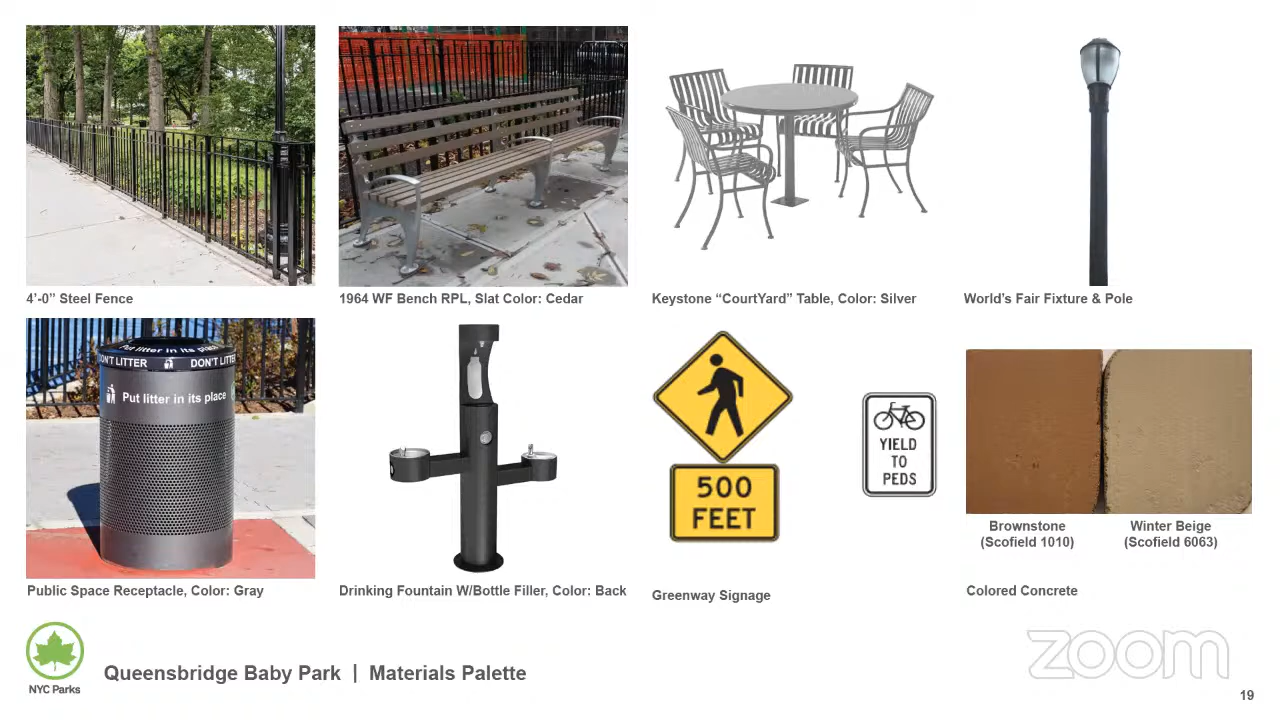 4’-0” Steel Fence
1964 WF Bench RPL, Slat Color: Cedar
Keystone “CourtYard” Table, Color: Silver
World’s Fair Fixture & Pole
Put litter in its place
DON'T LITTER
DON'T LITTE
Put litter in its place
500
FEET
YIELD
TO
PEDS
Brownstone
(Scofield 1010)
Winter Beige
(Scofield 6063)
Public Space Receptacle, Color: Gray
Drinking Fountain W/Bottle Filler, Color: Back
Greenway Signage
Colored Concrete
NYC Parks
Queensbridge Baby Park | Materials Palette
zoom
19